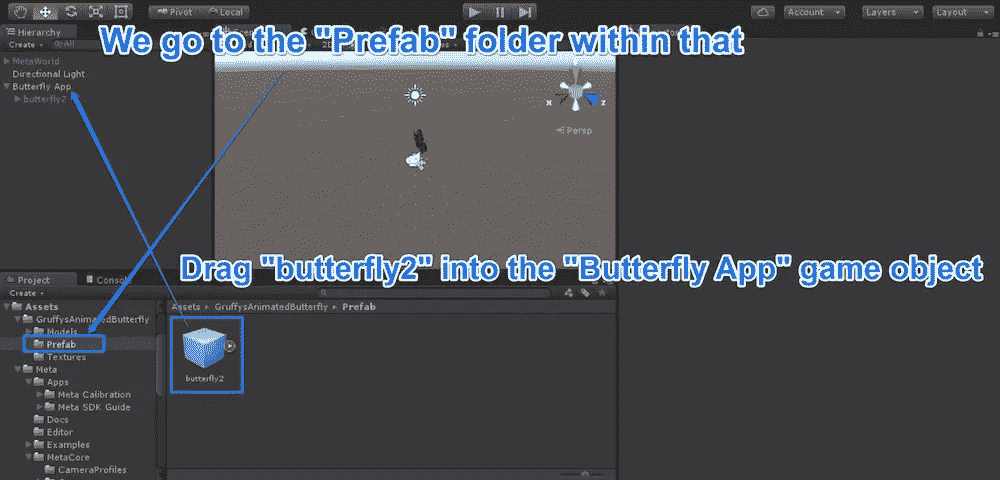 Pivot Local Account Layers Layout
Hierarchy
Create All
We go to the "Prefab" folder within that
MetaWorld
Directional Light
Butterfly App
butterfly2
x z
Persp
Drag "butterfly2" into the "Butterfly App" game object
Project Console
Create
Assets
GruffysAnimatedButterfly
Models
Prefab
Textures
Meta
Apps
Meta Calibration
Meta SDK Guide
Docs
Editor
Examples
MetaCore
CameraProfiles
Assets GruffysAnimatedButterfly Prefab
butterfly2